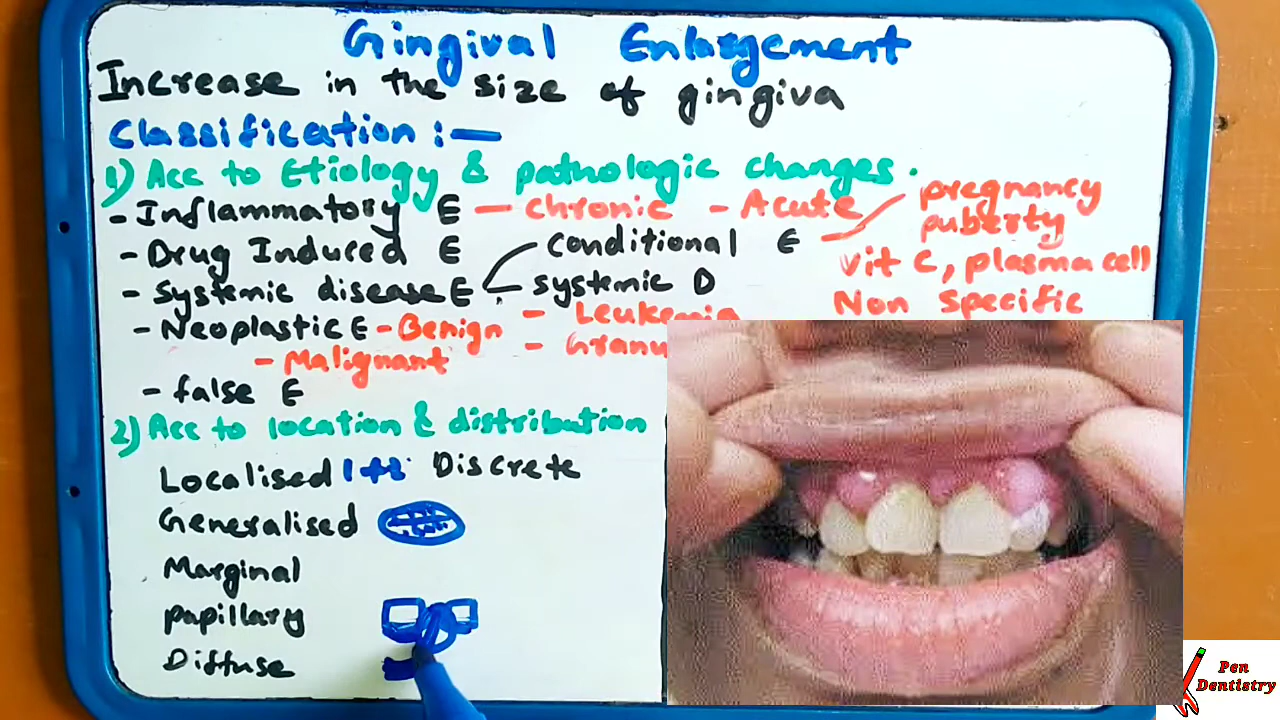 Gingival Enlargement
Increase in the size of gingiva
Classification :—
1) Acc to Etiology & pathologic changes.
- Inflammatory E — chronic - Acute
- Drug Induced E
- systemic disease E
conditional E
systemic D
pregnancy
puberty
vit C, plasma cell
Non Specific
- Leukemia
- Neoplastic E - Benign
- Malignant
- false E
2) Acc to location & distribution
Localised Discrete
Generalised
Marginal
papillary
Diffuse
Pen
Dentistry